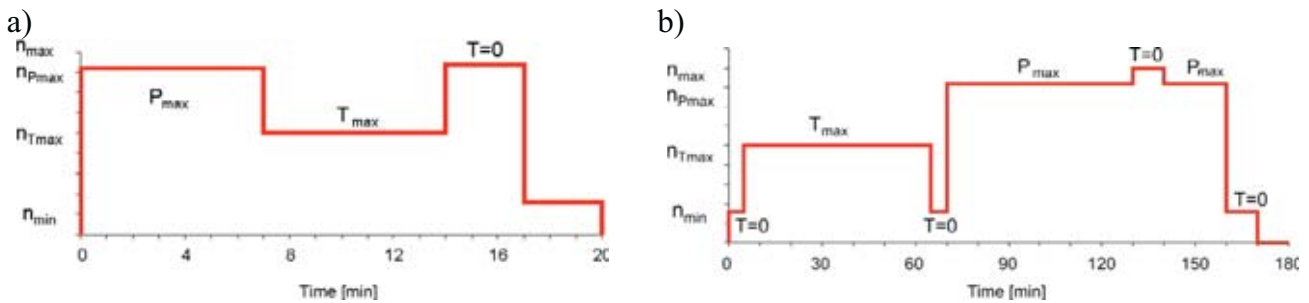 a)
n_max
n_Pmax
n_Tmax
n_min
P_max
T_max
T=0
0 4 8 12 16 20
Time [min]
b)
n_max
n_Pmax
n_Tmax
n_min
T=0
T_max
T=0
P_max
T=0
P_max
T=0
0 30 60 90 120 150 180
Time [min]